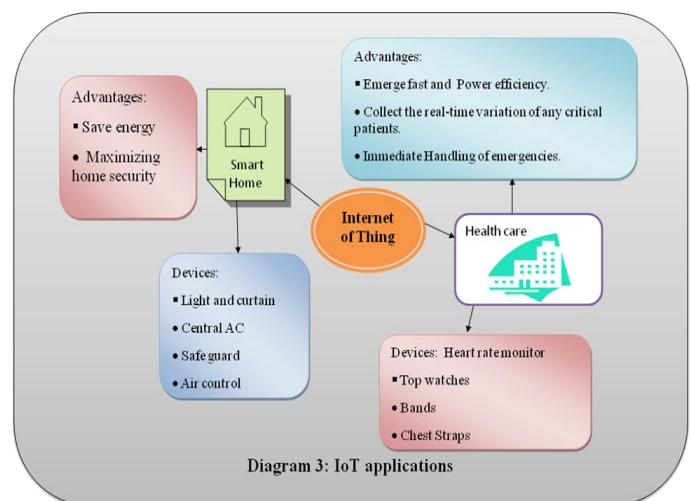 Advantages:
▪ Save energy
• Maximizing
home security
Smart
Home
Advantages:
▪ Emerge fast and Power efficiency.
• Collect the real-time variation of any critical
patients.
• Immediate Handling of emergencies.
Internet
of Thing
Health care
Devices:
▪ Light and curtain
• Central AC
• Safe guard
• Air control
Devices: Heart rate monitor
▪ Top watches
• Bands
• Chest Straps
Diagram 3: IoT applications